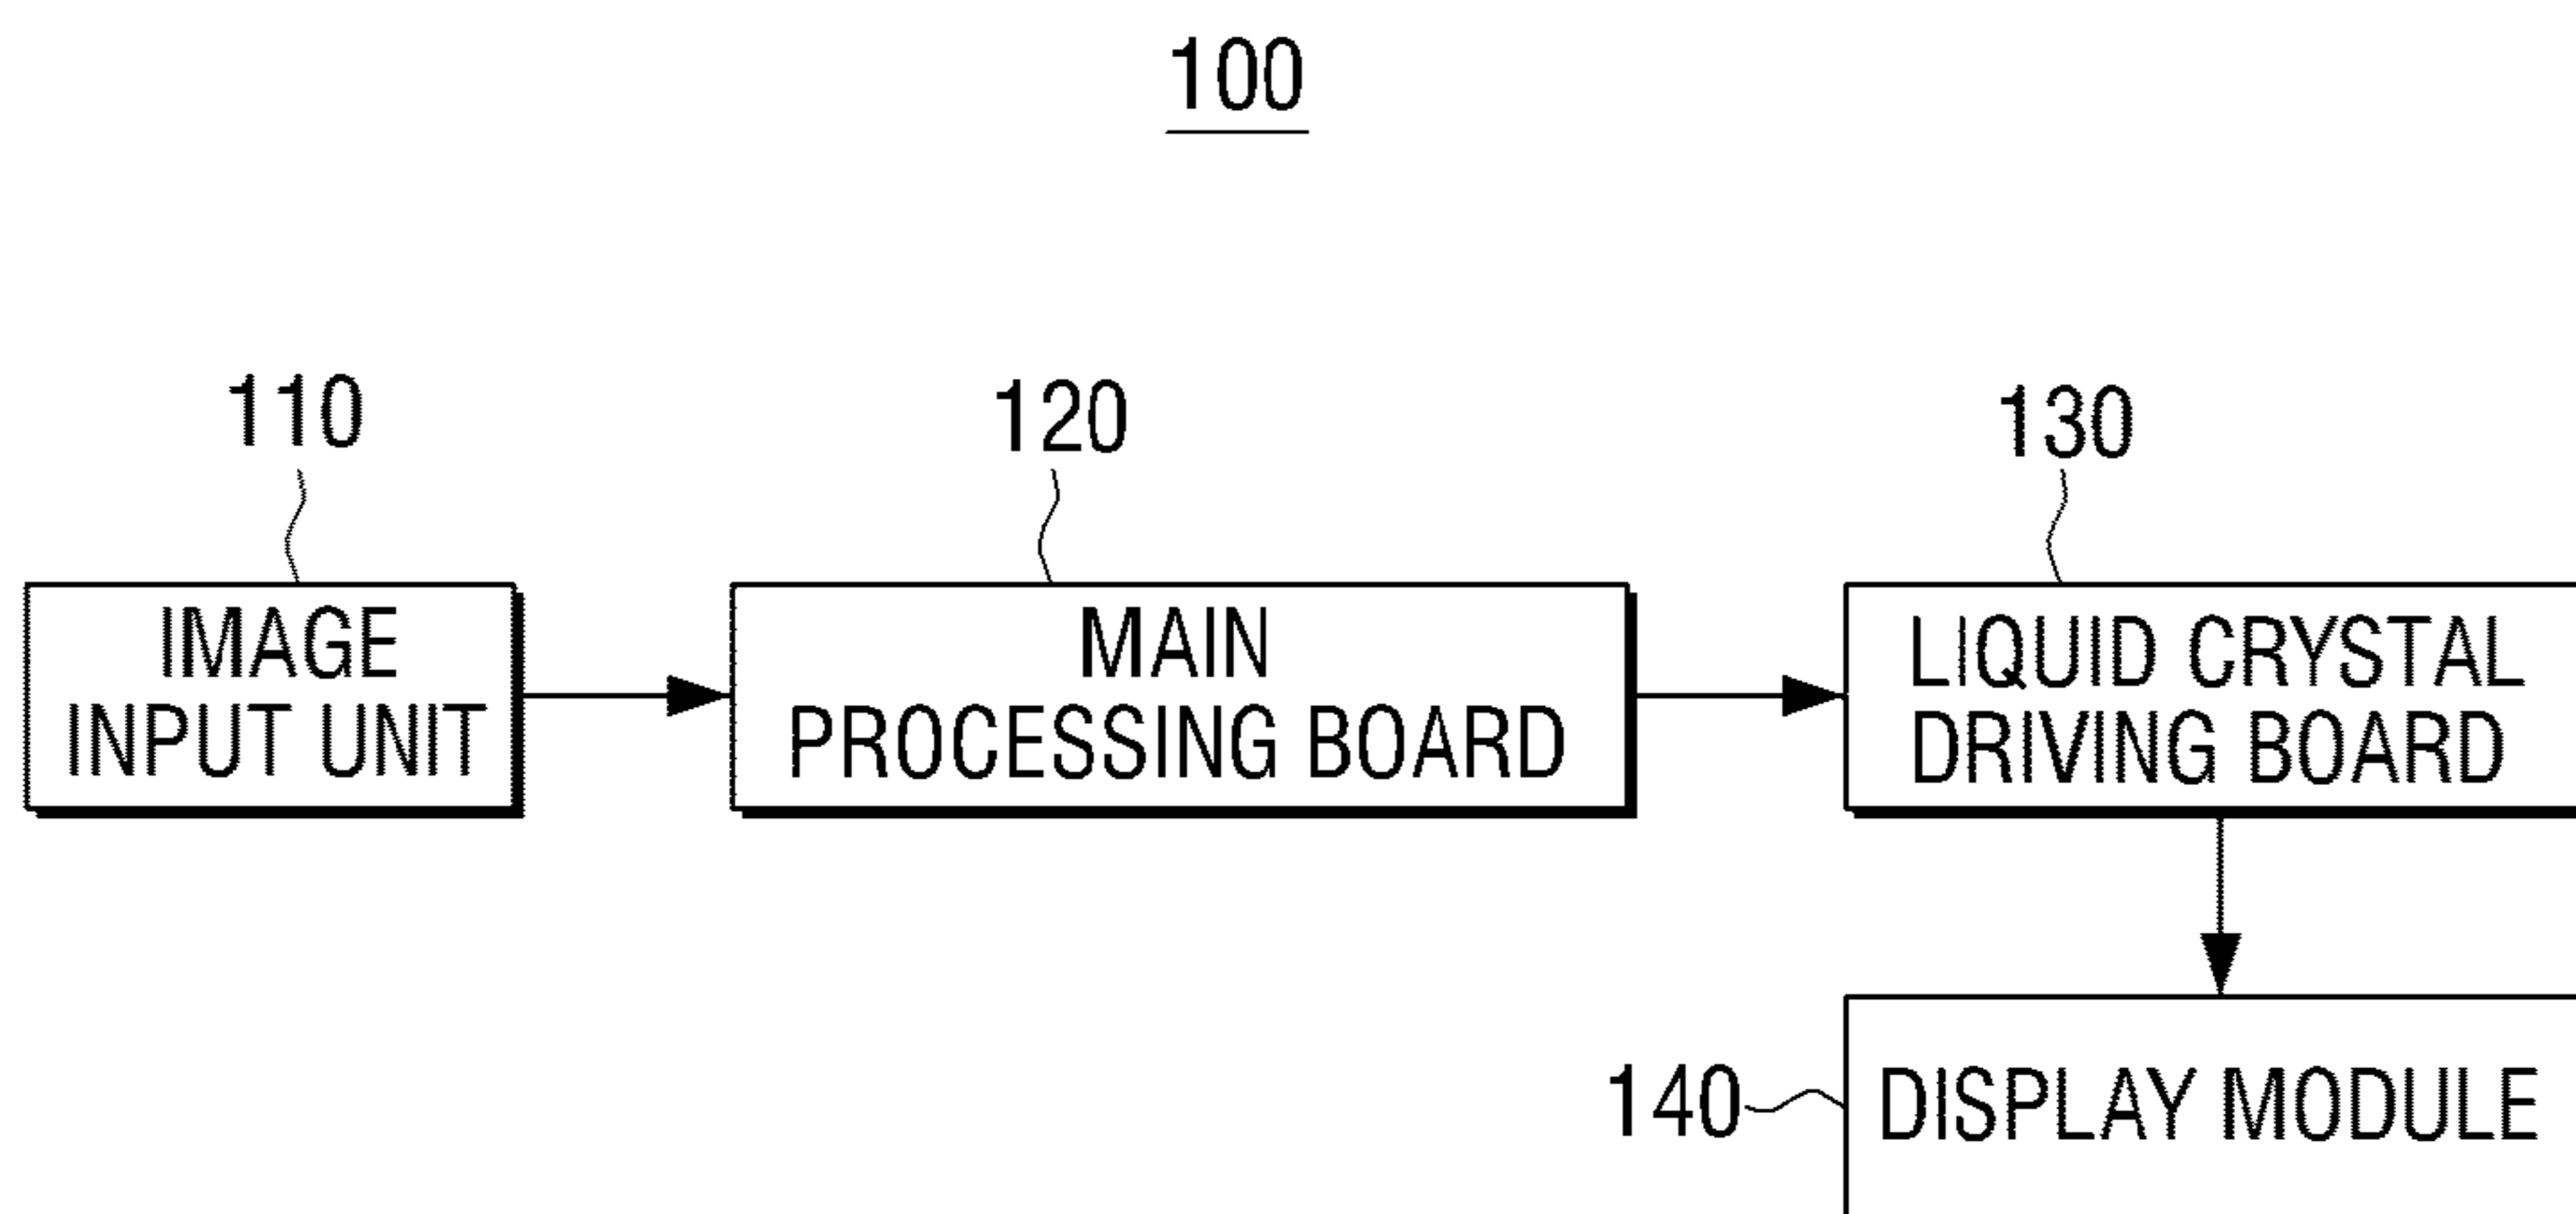 100
110
120
130
IMAGE
INPUT UNIT
MAIN
PROCESSING BOARD
LIQUID CRYSTAL
DRIVING BOARD
140
DISPLAY MODULE